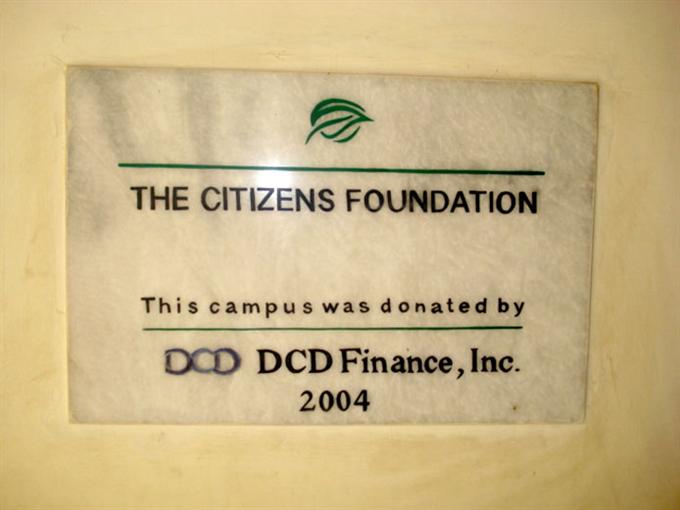 THE CITIZENS FOUNDATION
This campus was donated by
DCD DCD Finance, Inc.
2004